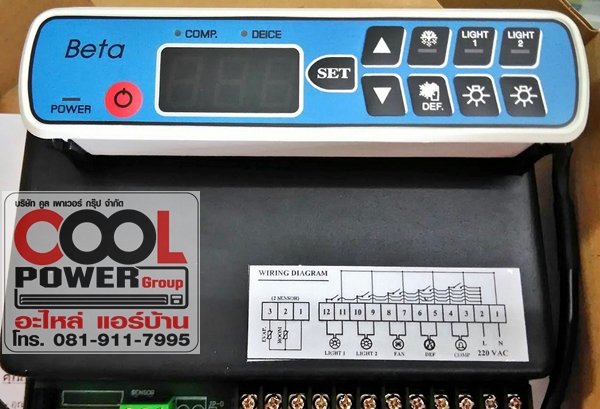 COMP. DEICE
Beta
LIGHT 1
LIGHT 2
SET
DEF.
POWER
บริษัท คูล เพาเวอร์ กรุ๊ป จำกัด
COOL
POWER Group
อะไหล่ แอร์บ้าน
โทร. 081-911-7995
WIRING DIAGRAM
(2 SENSOR)
3 2 1
12 11 10 9 8 7 6 5 4 3 2 1
EVAP. ROOM
LIGHT 1 LIGHT 2 FAN DEF COMP L N
220 VAC
SENSOR